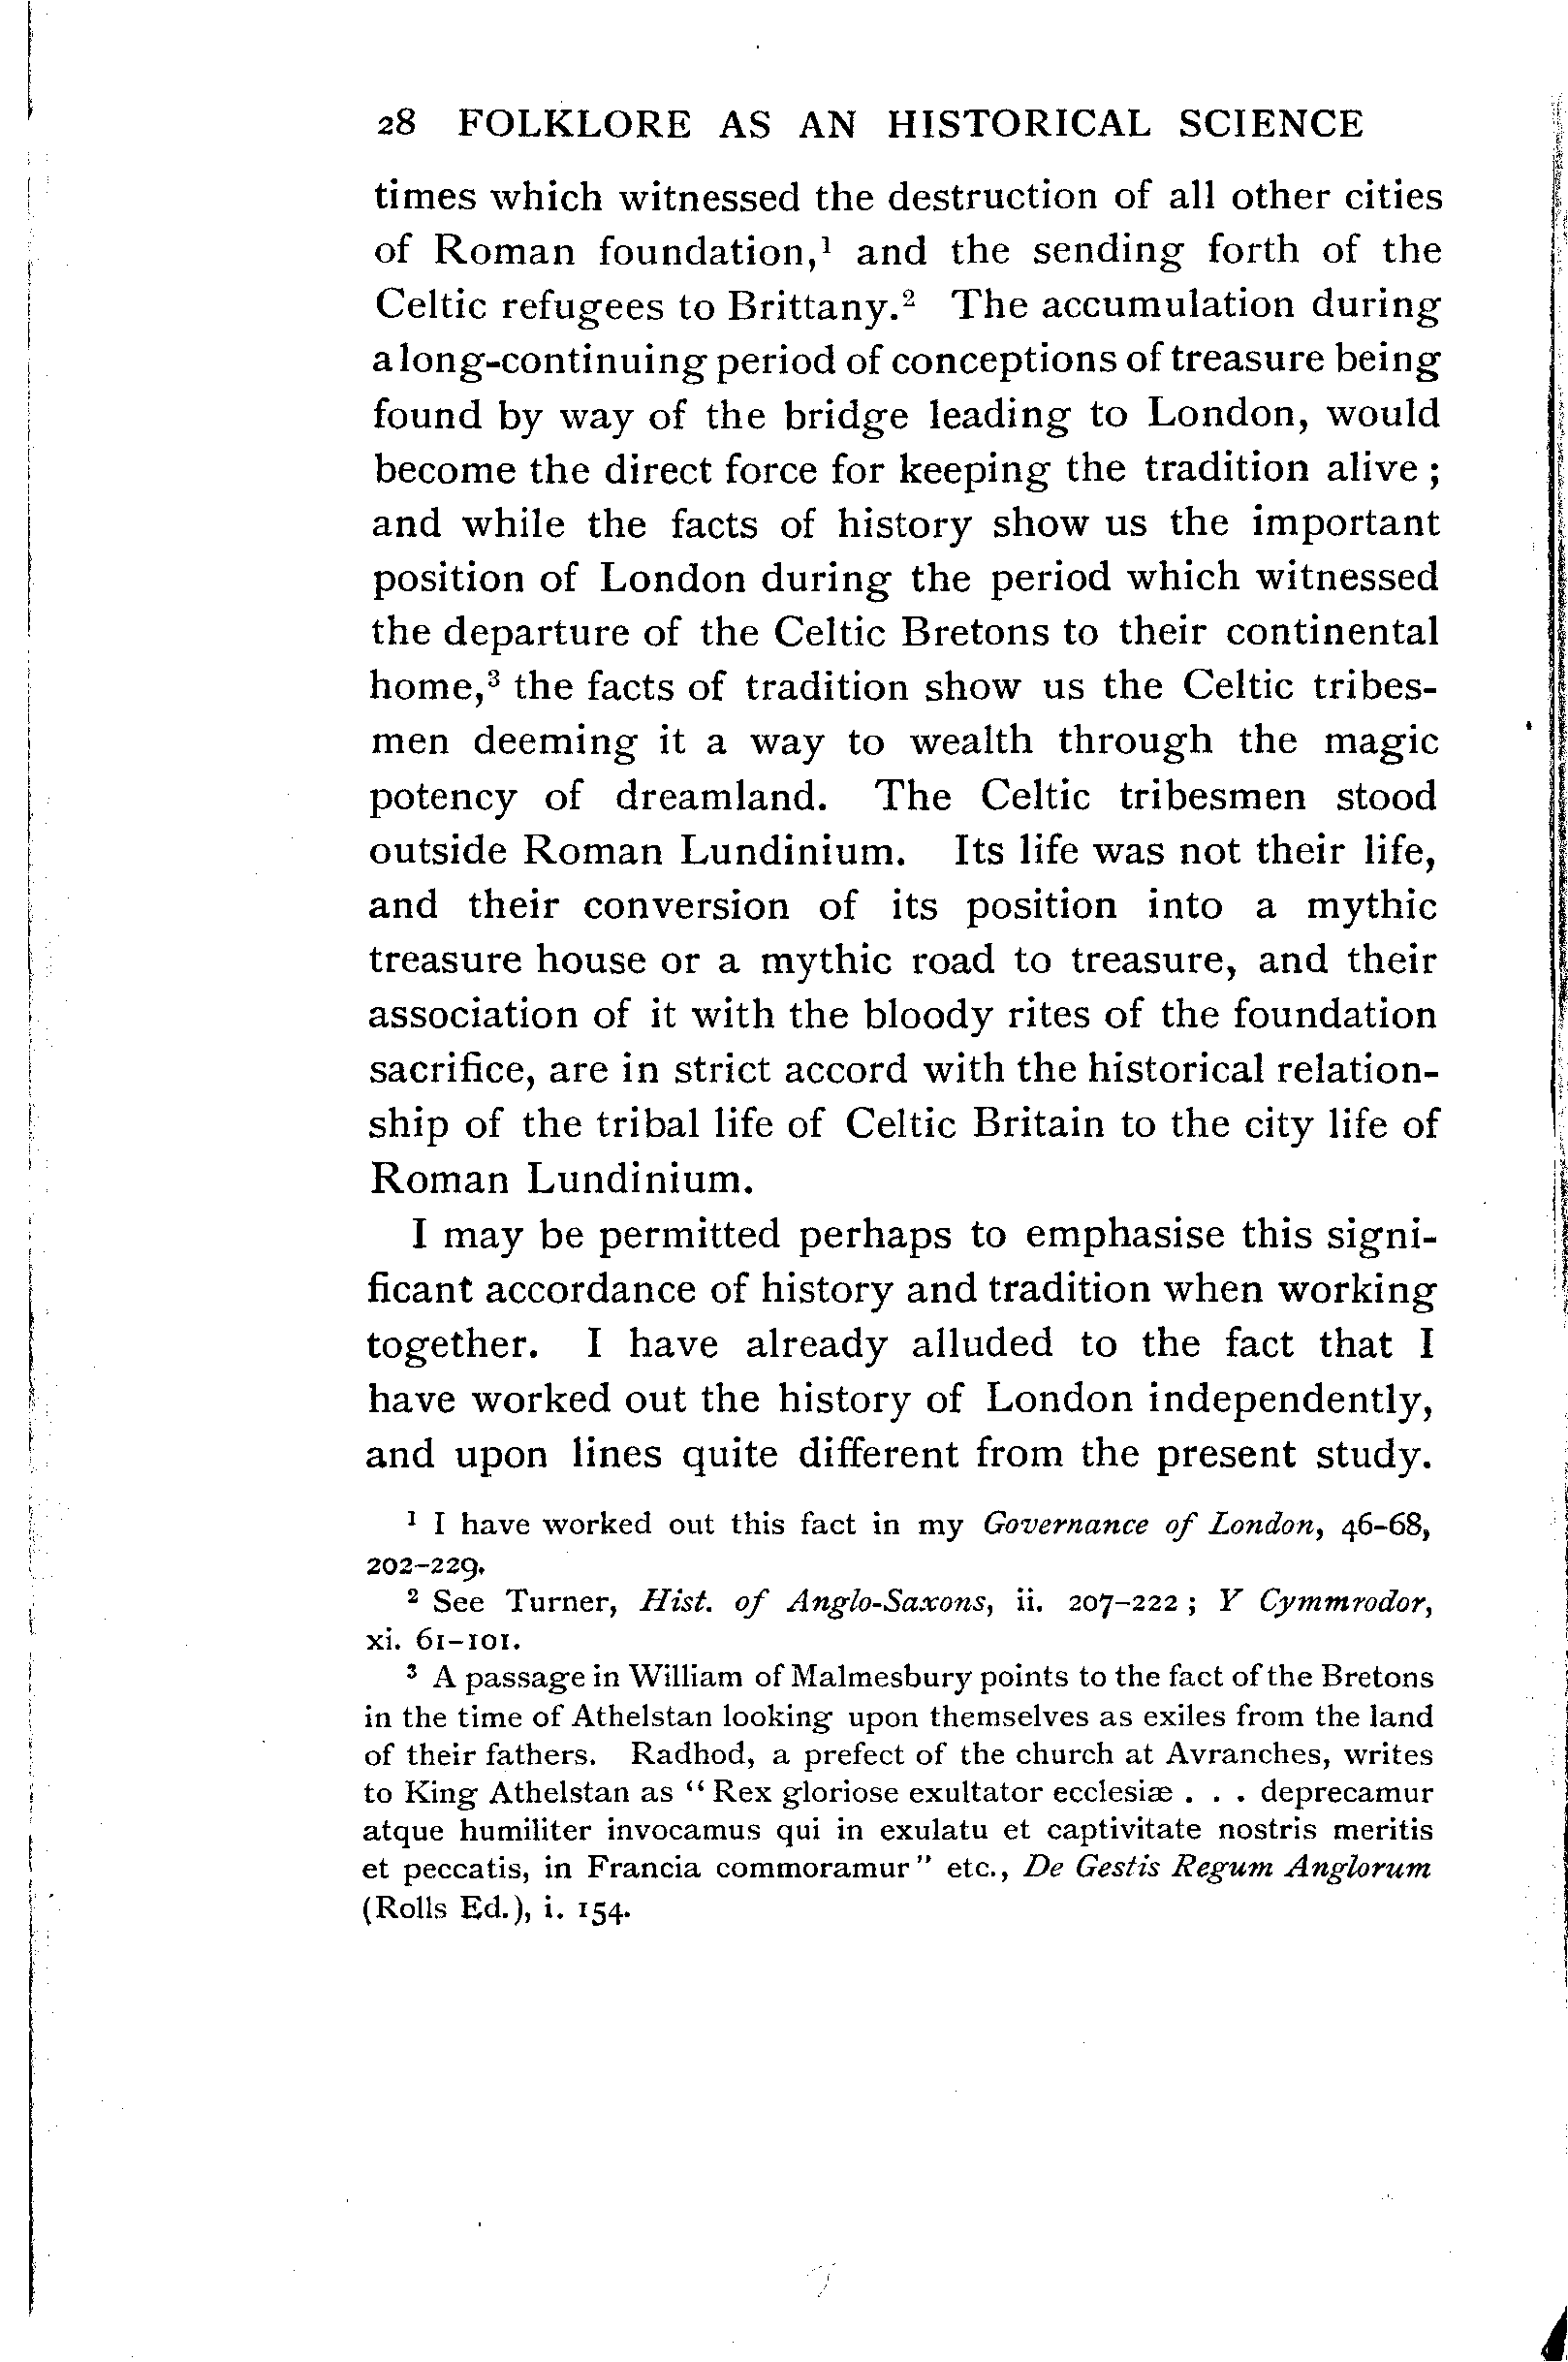 28 FOLKLORE AS AN HISTORICAL SCIENCE
times which witnessed the destruction of all other cities
of Roman foundation,¹ and the sending forth of the
Celtic refugees to Brittany.² The accumulation during
a long-continuing period of conceptions of treasure being
found by way of the bridge leading to London, would
become the direct force for keeping the tradition alive ;
and while the facts of history show us the important
position of London during the period which witnessed
the departure of the Celtic Bretons to their continental
home,³ the facts of tradition show us the Celtic tribes-
men deeming it a way to wealth through the magic
potency of dreamland. The Celtic tribesmen stood
outside Roman Lundinium. Its life was not their life,
and their conversion of its position into a mythic
treasure house or a mythic road to treasure, and their
association of it with the bloody rites of the foundation
sacrifice, are in strict accord with the historical relation-
ship of the tribal life of Celtic Britain to the city life of
Roman Lundinium.
I may be permitted perhaps to emphasise this signi-
ficant accordance of history and tradition when working
together. I have already alluded to the fact that I
have worked out the history of London independently,
and upon lines quite different from the present study.
¹ I have worked out this fact in my Governance of London, 46–68,
202–229.
² See Turner, Hist. of Anglo-Saxons, ii. 207–222 ; Y Cymmrodor,
xi. 61–101.
³ A passage in William of Malmesbury points to the fact of the Bretons
in the time of Athelstan looking upon themselves as exiles from the land
of their fathers. Radhod, a prefect of the church at Avranches, writes
to King Athelstan as “ Rex gloriose exultator ecclesiæ . . . deprecamur
atque humiliter invocamus qui in exulatu et captivitate nostris meritis
et peccatis, in Francia commoramur ” etc., De Gestis Regum Anglorum
(Rolls Ed.), i. 154.